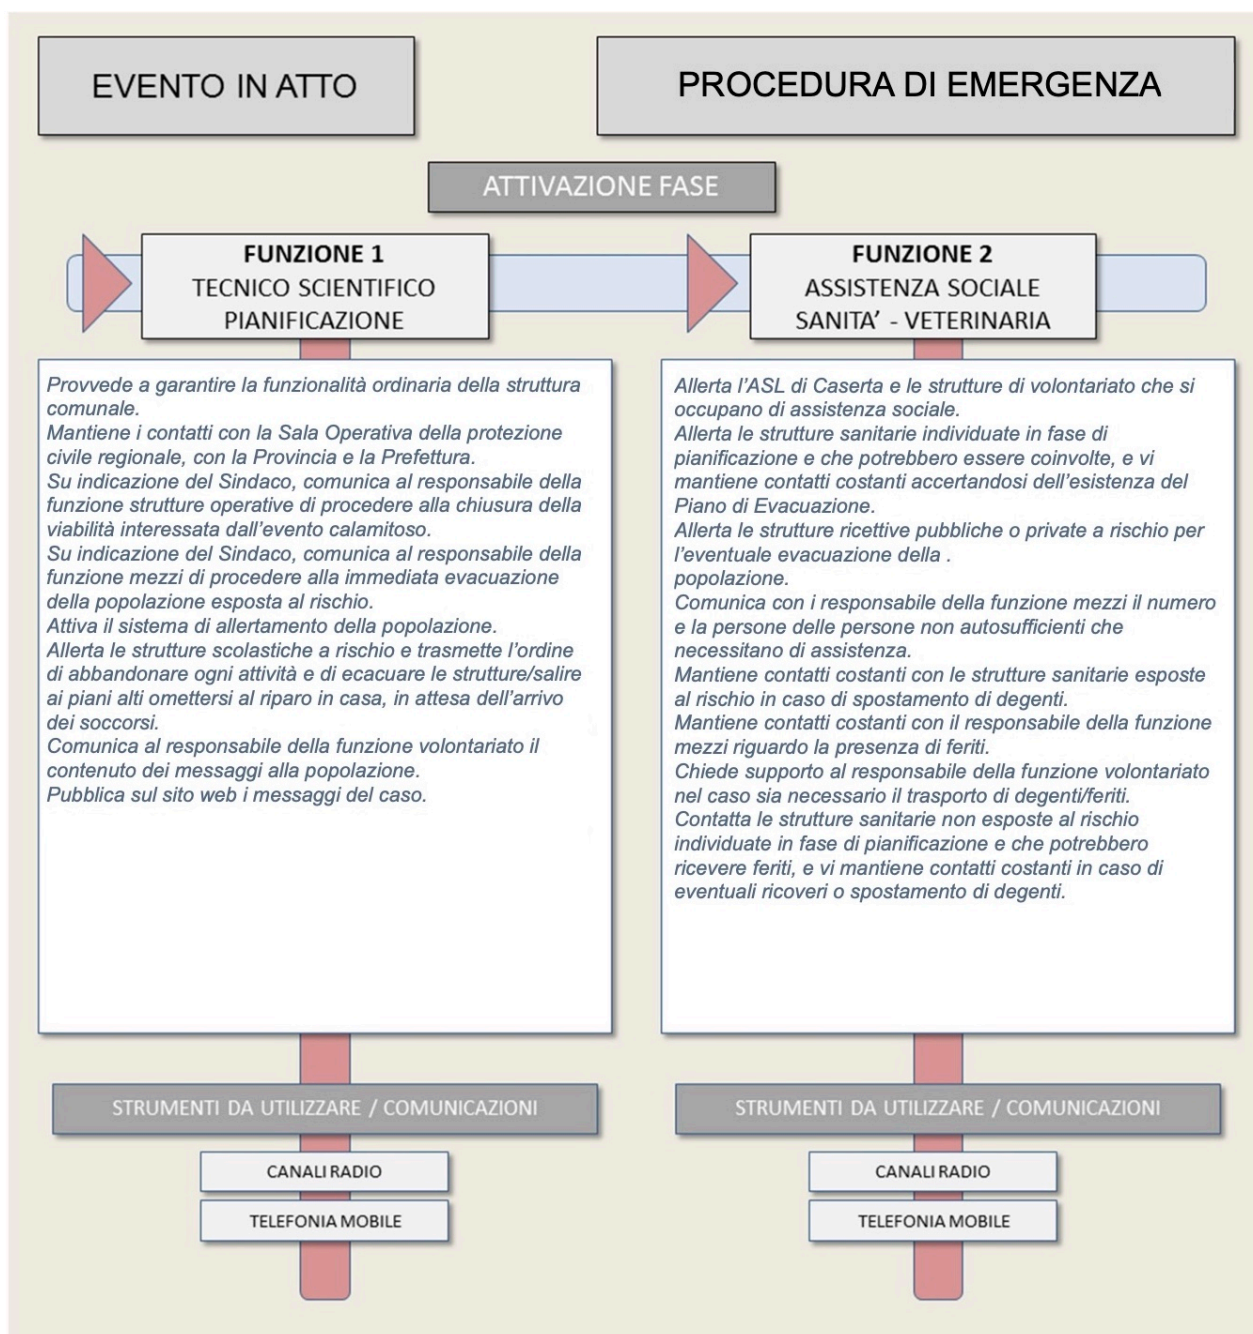 EVENTO IN ATTO
PROCEDURA DI EMERGENZA
ATTIVAZIONE FASE
FUNZIONE 1
TECNICO SCIENTIFICO
PIANIFICAZIONE
Provvede a garantire la funzionalità ordinaria della struttura
comunale.
Mantiene i contatti con la Sala Operativa della protezione
civile regionale, con la Provincia e la Prefettura.
Su indicazione del Sindaco, comunica al responsabile della
funzione strutture operative di procedere alla chiusura della
viabilità interessata dall'evento calamitoso.
Su indicazione del Sindaco, comunica al responsabile della
funzione mezzi di procedere alla immediata evacuazione
della popolazione esposta al rischio.
Attiva il sistema di allertamento della popolazione.
Allerta le strutture scolastiche a rischio e trasmette l'ordine
di abbandonare ogni attività e di ecacuare le strutture/salire
ai piani alti omettersi al riparo in casa, in attesa dell'arrivo
dei soccorsi.
Comunica al responsabile della funzione volontariato il
contenuto dei messaggi alla popolazione.
Pubblica sul sito web i messaggi del caso.
STRUMENTI DA UTILIZZARE / COMUNICAZIONI
CANALI RADIO
TELEFONIA MOBILE
FUNZIONE 2
ASSISTENZA SOCIALE
SANITA' - VETERINARIA
Allerta l'ASL di Caserta e le strutture di volontariato che si
occupano di assistenza sociale.
Allerta le strutture sanitarie individuate in fase di
pianificazione e che potrebbero essere coinvolte, e vi
mantiene contatti costanti accertandosi dell'esistenza del
Piano di Evacuazione.
Allerta le strutture ricettive pubbliche o private a rischio per
l'eventuale evacuazione della .
popolazione.
Comunica con i responsabile della funzione mezzi il numero
e la persone delle persone non autosufficienti che
necessitano di assistenza.
Mantiene contatti costanti con le strutture sanitarie esposte
al rischio in caso di spostamento di degenti.
Mantiene contatti costanti con il responsabile della funzione
mezzi riguardo la presenza di feriti.
Chiede supporto al responsabile della funzione volontariato
nel caso sia necessario il trasporto di degenti/feriti.
Contatta le strutture sanitarie non esposte al rischio
individuate in fase di pianificazione e che potrebbero
ricevere feriti, e vi mantiene contatti costanti in caso di
eventuali ricoveri o spostamento di degenti.
STRUMENTI DA UTILIZZARE / COMUNICAZIONI
CANALI RADIO
TELEFONIA MOBILE